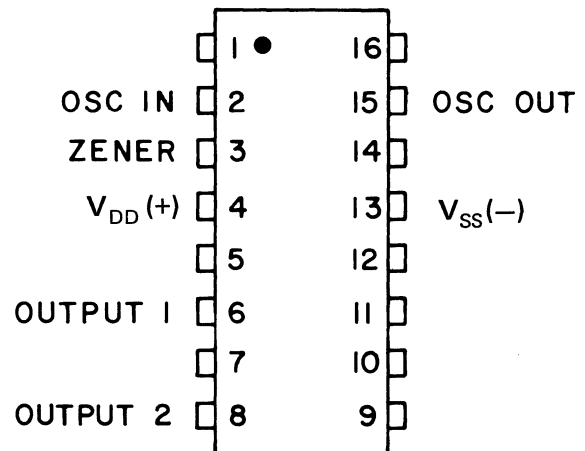 1 16
OSC IN 2 15 OSC OUT
ZENER 3 14
VDD (+) 4 13 VSS(–)
5 12
OUTPUT 1 6 11
7 10
OUTPUT 2 8 9